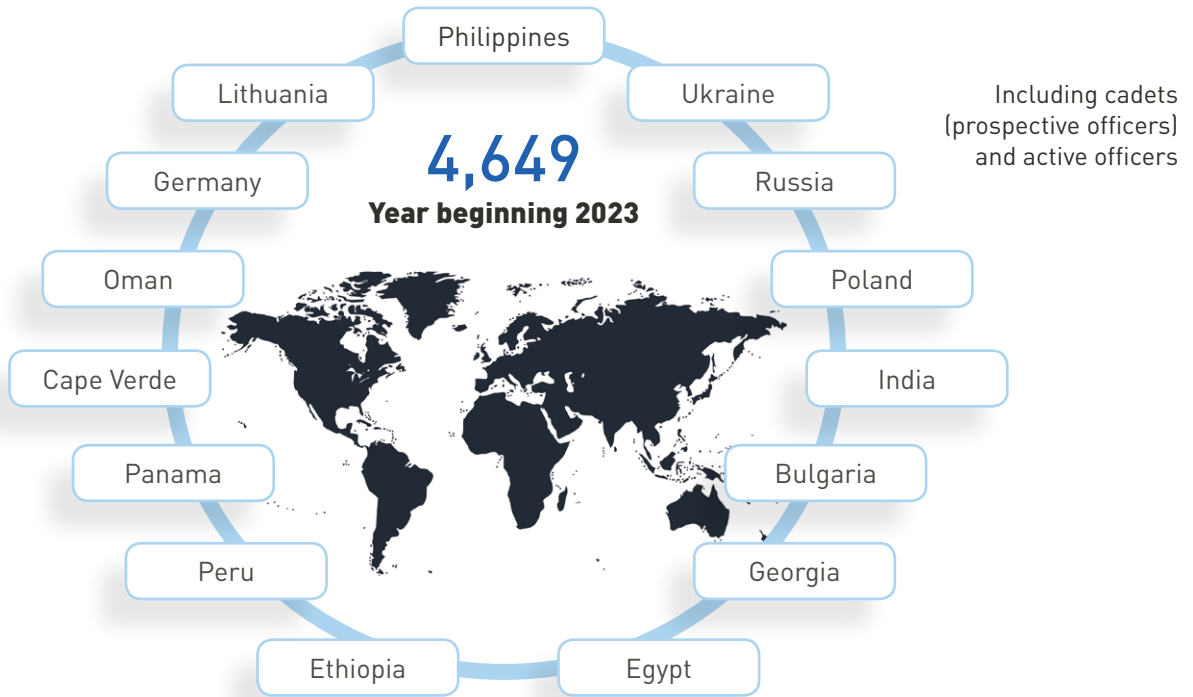 Philippines
Lithuania
Ukraine
Including cadets
(prospective officers)
and active officers
4,649
Year beginning 2023
Germany
Russia
Oman
Poland
Cape Verde
India
Panama
Bulgaria
Peru
Georgia
Ethiopia
Egypt